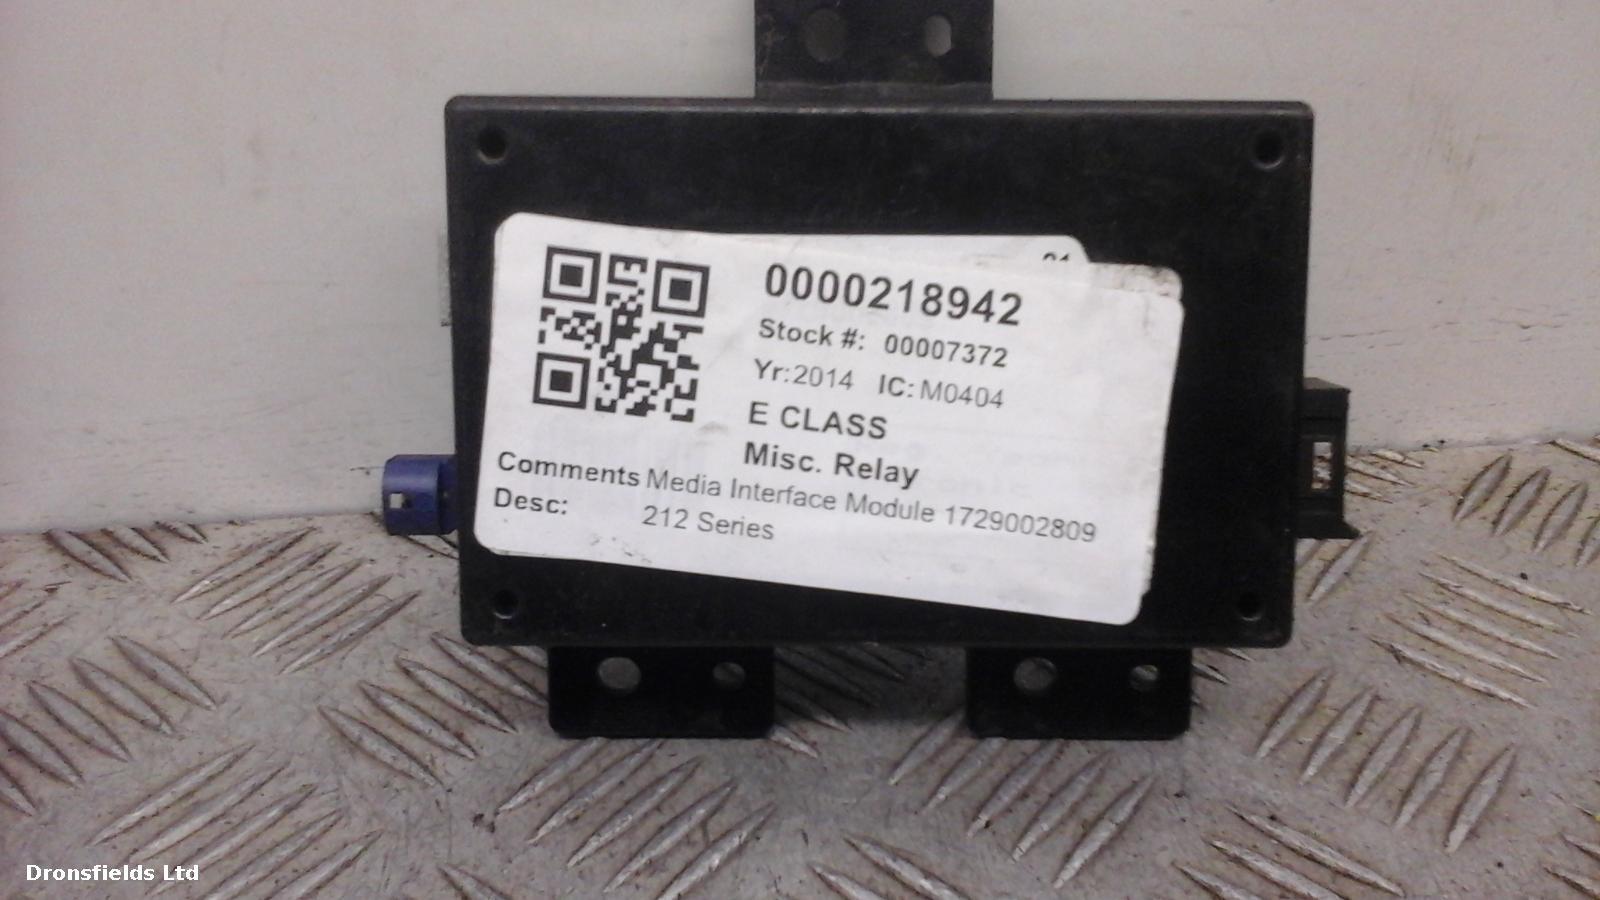 0000218942
Stock #: 00007372
Yr:2014 IC:M0404
E CLASS
Misc. Relay
Comments Media Interface Module 1729002809
Desc: 212 Series
Dronsfields Ltd